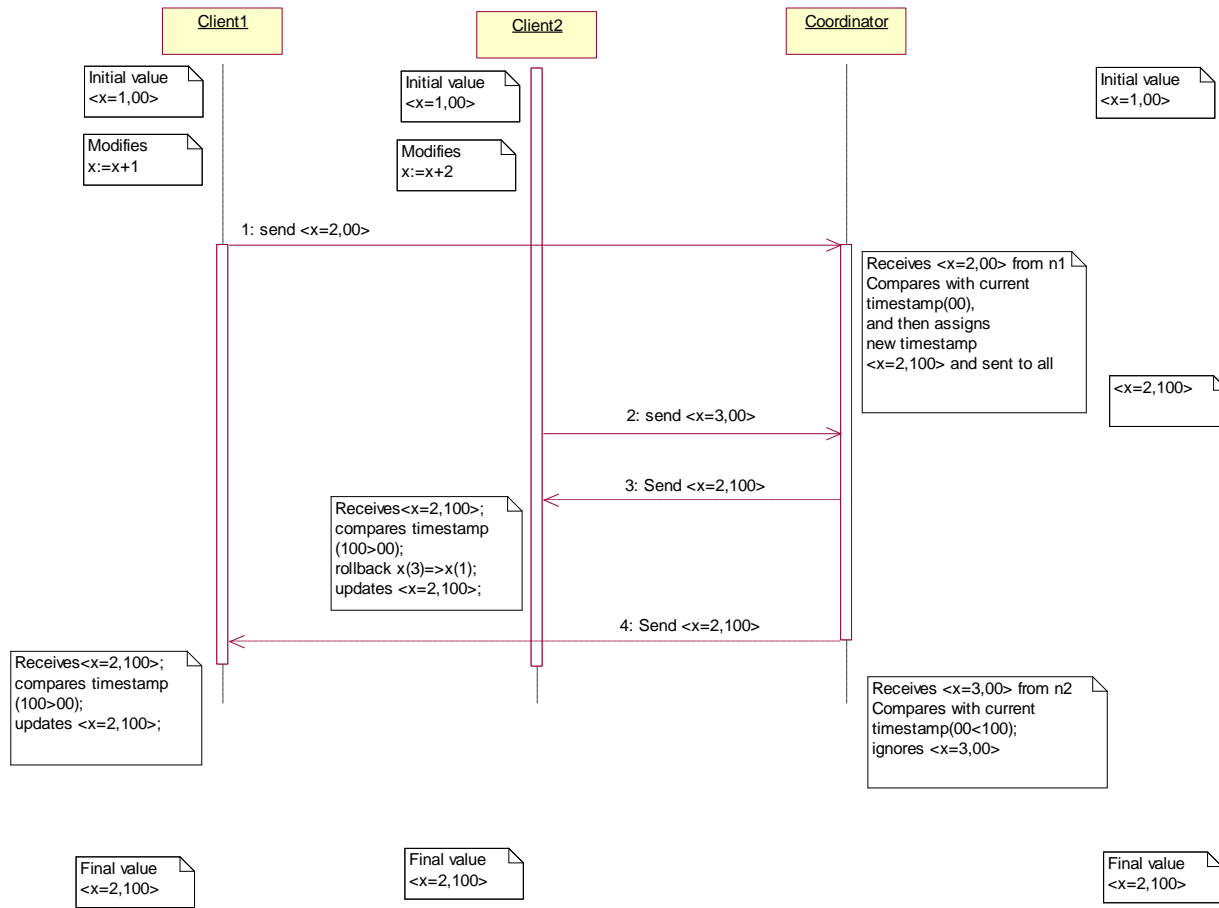 Client1
Client2
Coordinator
Initial value
<x=1,00>
Initial value
<x=1,00>
Initial value
<x=1,00>
Modifies
x:=x+1
Modifies
x:=x+2
1: send <x=2,00>
Receives <x=2,00> from n1
Compares with current
timestamp(00),
and then assigns
new timestamp
<x=2,100> and sent to all
<x=2,100>
2: send <x=3,00>
3: Send <x=2,100>
Receives<x=2,100>;
compares timestamp
(100>00);
rollback x(3)=>x(1);
updates <x=2,100>;
4: Send <x=2,100>
Receives<x=2,100>;
compares timestamp
(100>00);
updates <x=2,100>;
Receives <x=3,00> from n2
Compares with current
timestamp(00<100);
ignores <x=3,00>
Final value
<x=2,100>
Final value
<x=2,100>
Final value
<x=2,100>